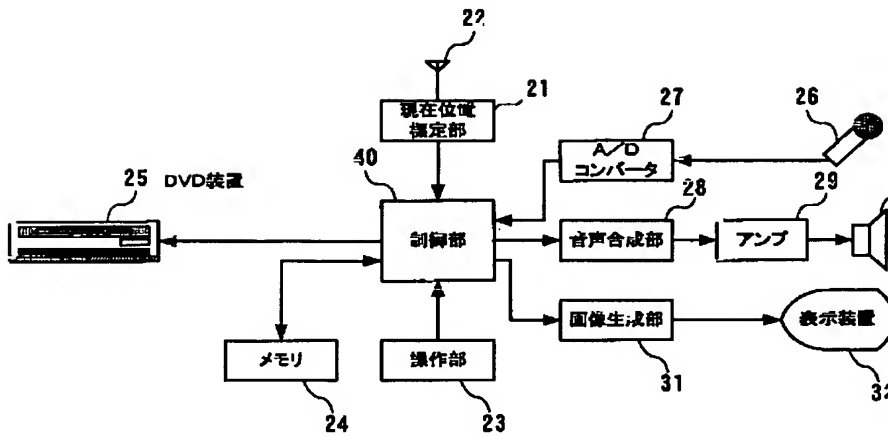 22
21
現在位置
標定部
27
26
A/D
コンバータ
25
DVD装置
40
28
29
制御部
音声合成部
アンプ
画像生成部
表示装置
メモリ
操作部
31
24
23